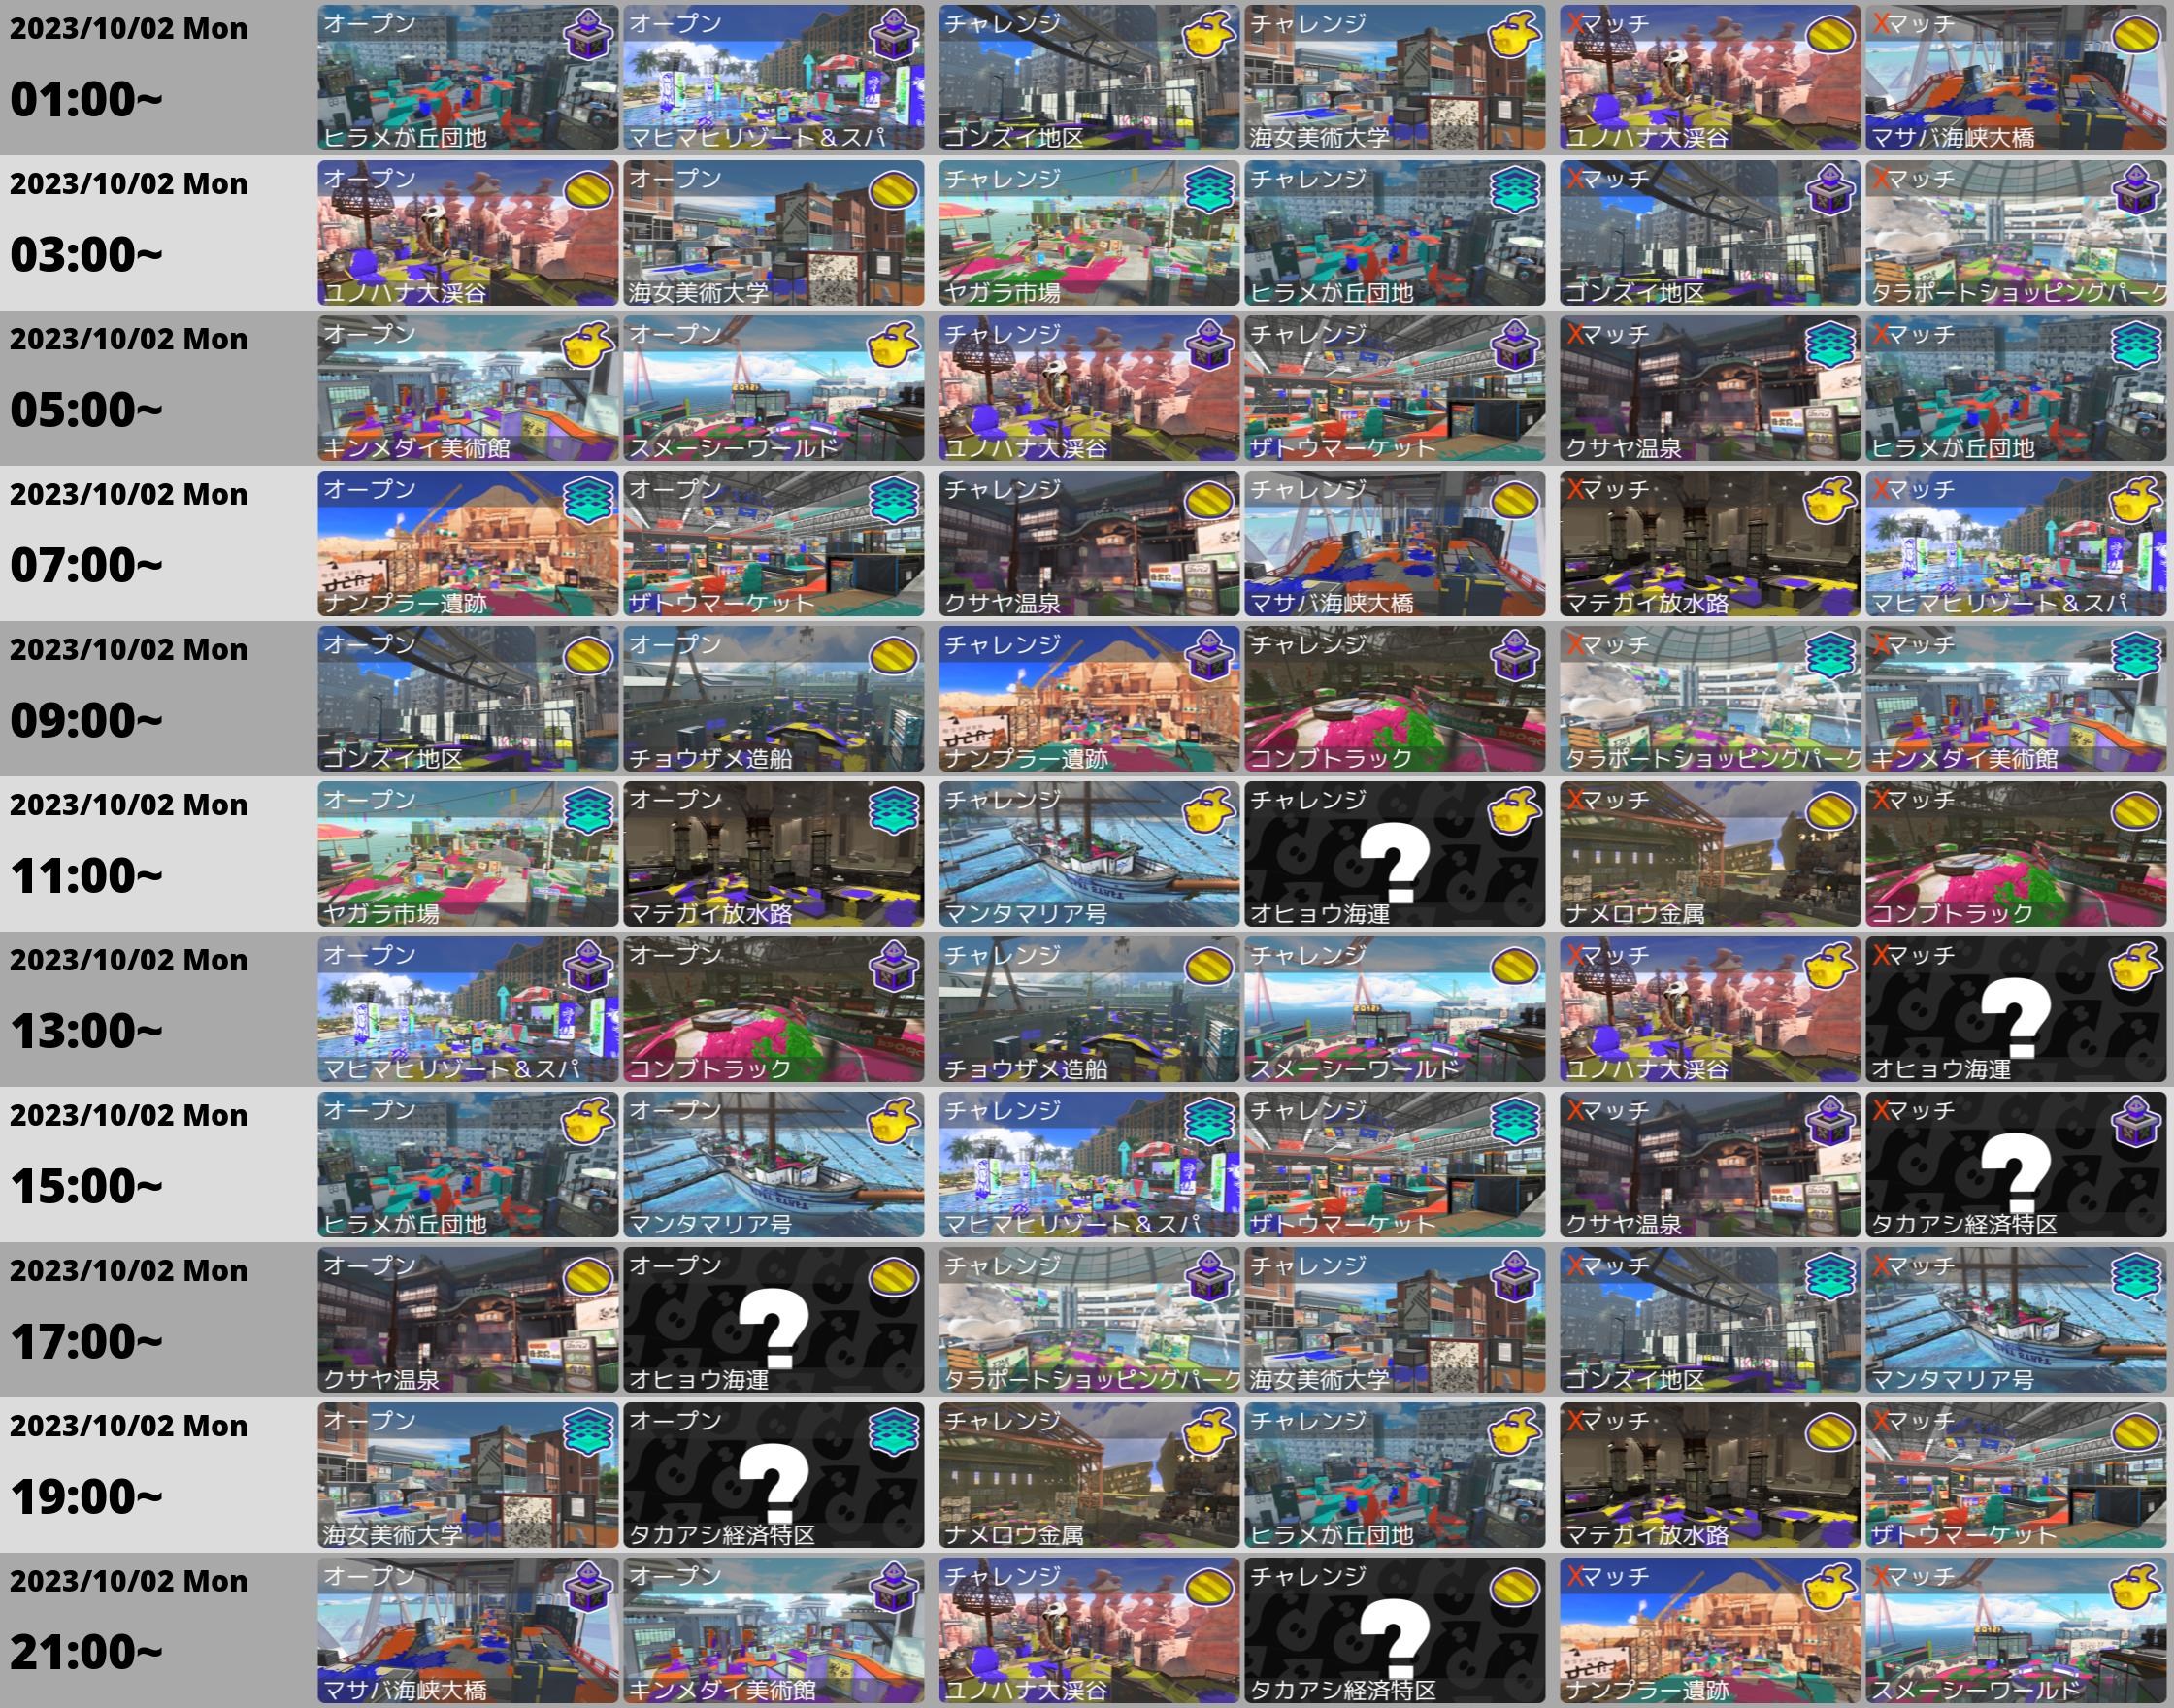 2023/10/02 Mon
01:00~
オープン
ヒラメが丘団地
オープン
マヒマヒリゾート＆スパ
チャレンジ
ゴンズイ地区
チャレンジ
海女美術大学
Xマッチ
ユノハナ大渓谷
Xマッチ
マサバ海峡大橋
2023/10/02 Mon
03:00~
オープン
ユノハナ大渓谷
オープン
海女美術大学
チャレンジ
ヤガラ市場
チャレンジ
ヒラメが丘団地
Xマッチ
ゴンズイ地区
Xマッチ
タラポートショッピングパーク
2023/10/02 Mon
05:00~
オープン
キンメダイ美術館
オープン
スメーシーワールド
チャレンジ
ユノハナ大渓谷
チャレンジ
ザトウマーケット
Xマッチ
クサヤ温泉
Xマッチ
ヒラメが丘団地
2023/10/02 Mon
07:00~
オープン
ナンプラー遺跡
オープン
ザトウマーケット
チャレンジ
クサヤ温泉
チャレンジ
マサバ海峡大橋
Xマッチ
マテガイ放水路
Xマッチ
マヒマヒリゾート＆スパ
2023/10/02 Mon
09:00~
オープン
ゴンズイ地区
オープン
チョウザメ造船
チャレンジ
ナンプラー遺跡
チャレンジ
コンブトラック
Xマッチ
タラポートショッピングパーク
Xマッチ
キンメダイ美術館
2023/10/02 Mon
11:00~
オープン
ヤガラ市場
オープン
マテガイ放水路
チャレンジ
マンタマリア号
チャレンジ
?
オヒョウ海運
Xマッチ
ナメロウ金属
Xマッチ
コンブトラック
2023/10/02 Mon
13:00~
オープン
マヒマヒリゾート＆スパ
オープン
コンブトラック
チャレンジ
チョウザメ造船
チャレンジ
スメーシーワールド
Xマッチ
ユノハナ大渓谷
Xマッチ
?
オヒョウ海運
2023/10/02 Mon
15:00~
オープン
ヒラメが丘団地
オープン
マンタマリア号
チャレンジ
マヒマヒリゾート＆スパ
チャレンジ
ザトウマーケット
Xマッチ
クサヤ温泉
Xマッチ
?
タカアシ経済特区
2023/10/02 Mon
17:00~
オープン
クサヤ温泉
オープン
?
オヒョウ海運
チャレンジ
タラポートショッピングパーク
チャレンジ
海女美術大学
Xマッチ
ゴンズイ地区
Xマッチ
マンタマリア号
2023/10/02 Mon
19:00~
オープン
海女美術大学
オープン
?
タカアシ経済特区
チャレンジ
ナメロウ金属
チャレンジ
ヒラメが丘団地
Xマッチ
マテガイ放水路
Xマッチ
ザトウマーケット
2023/10/02 Mon
21:00~
オープン
マサバ海峡大橋
オープン
キンメダイ美術館
チャレンジ
ユノハナ大渓谷
チャレンジ
?
タカアシ経済特区
Xマッチ
ナンプラー遺跡
Xマッチ
スメーシーワールド